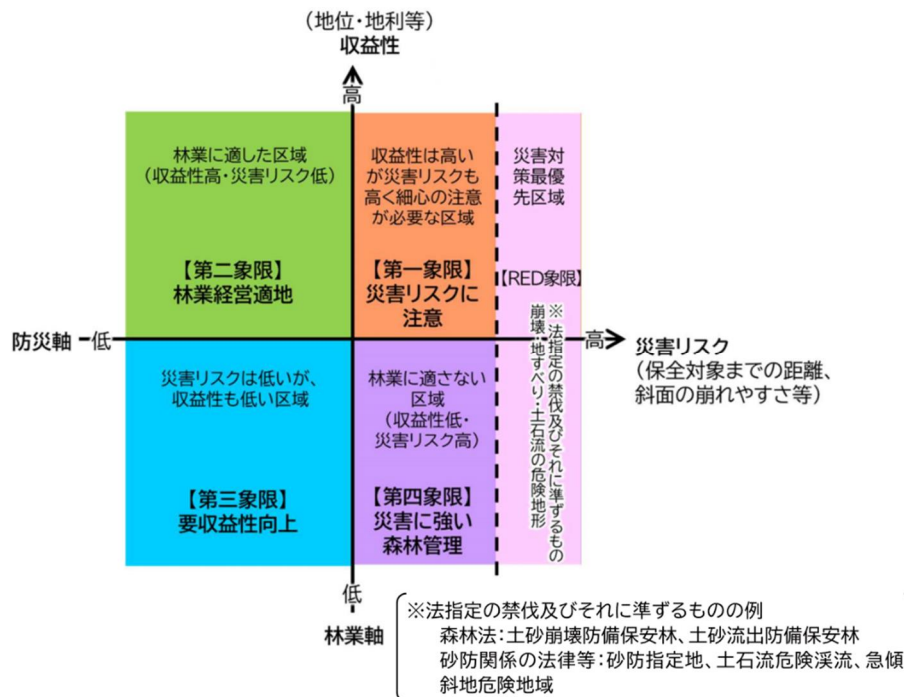 (地位・地利等)
収益性
高
林業に適した区域
(収益性高・災害リスク低)
【第二象限】
林業経営適地
収益性は高い
が災害リスクも
高く細心の注意
が必要な区域
【第一象限】
災害リスクに
注意
災害対
策最優
先区域
【RED象限】
※ 法指定の禁伐及びそれに準ずるもの
崩壊・地すべり・土石流の危険地形
防災軸
低
高
災害リスク
(保全対象までの距離、
斜面の崩れやすさ等)
災害リスクは低いが、
収益性も低い区域
【第三象限】
要収益性向上
林業に適さない
区域
(収益性低・
災害リスク高)
【第四象限】
災害に強い
森林管理
低
林業軸
※法指定の禁伐及びそれに準ずるものの例
森林法:土砂崩壊防備保安林、土砂流出防備保安林
砂防関係の法律等:砂防指定地、土石流危険渓流、急傾
斜地危険地域